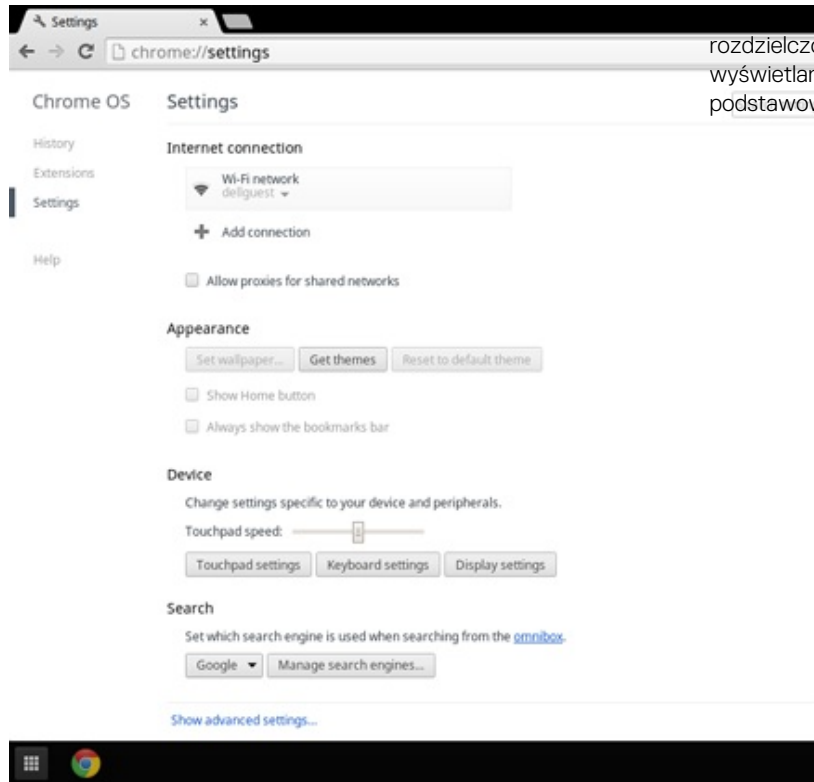 Settings ×
chrome://settings
rozdzielcz
wyświetlar
podstawow
Chrome OS
Settings
History
Extensions
Settings
Help
Internet connection
Wi-Fi network
dellguest
Add connection
Allow proxies for shared networks
Appearance
Set wallpaper... Get themes Reset to default theme
Show Home button
Always show the bookmarks bar
Device
Change settings specific to your device and peripherals.
Touchpad speed:
Touchpad settings Keyboard settings Display settings
Search
Set which search engine is used when searching from the omnibox.
Google Manage search engines...
Show advanced settings...